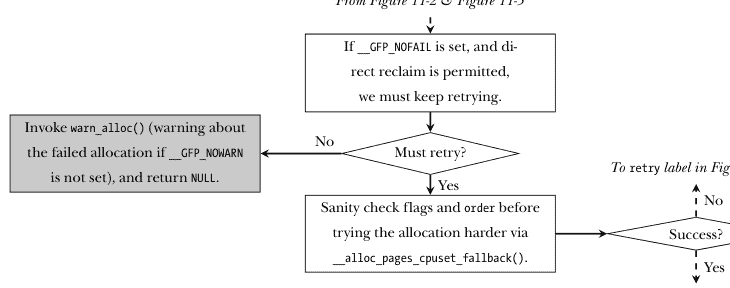 From Figure 11-2 & Figure 11-3
If __GFP_NOFAIL is set, and di-
rect reclaim is permitted,
we must keep retrying.
Invoke warn_alloc() (warning about
the failed allocation if __GFP_NOWARN
is not set), and return NULL.
No
Must retry?
Yes
Sanity check flags and order before
trying the allocation harder via
__alloc_pages_cpuset_fallback().
To retry label in Fig
No
Success?
Yes